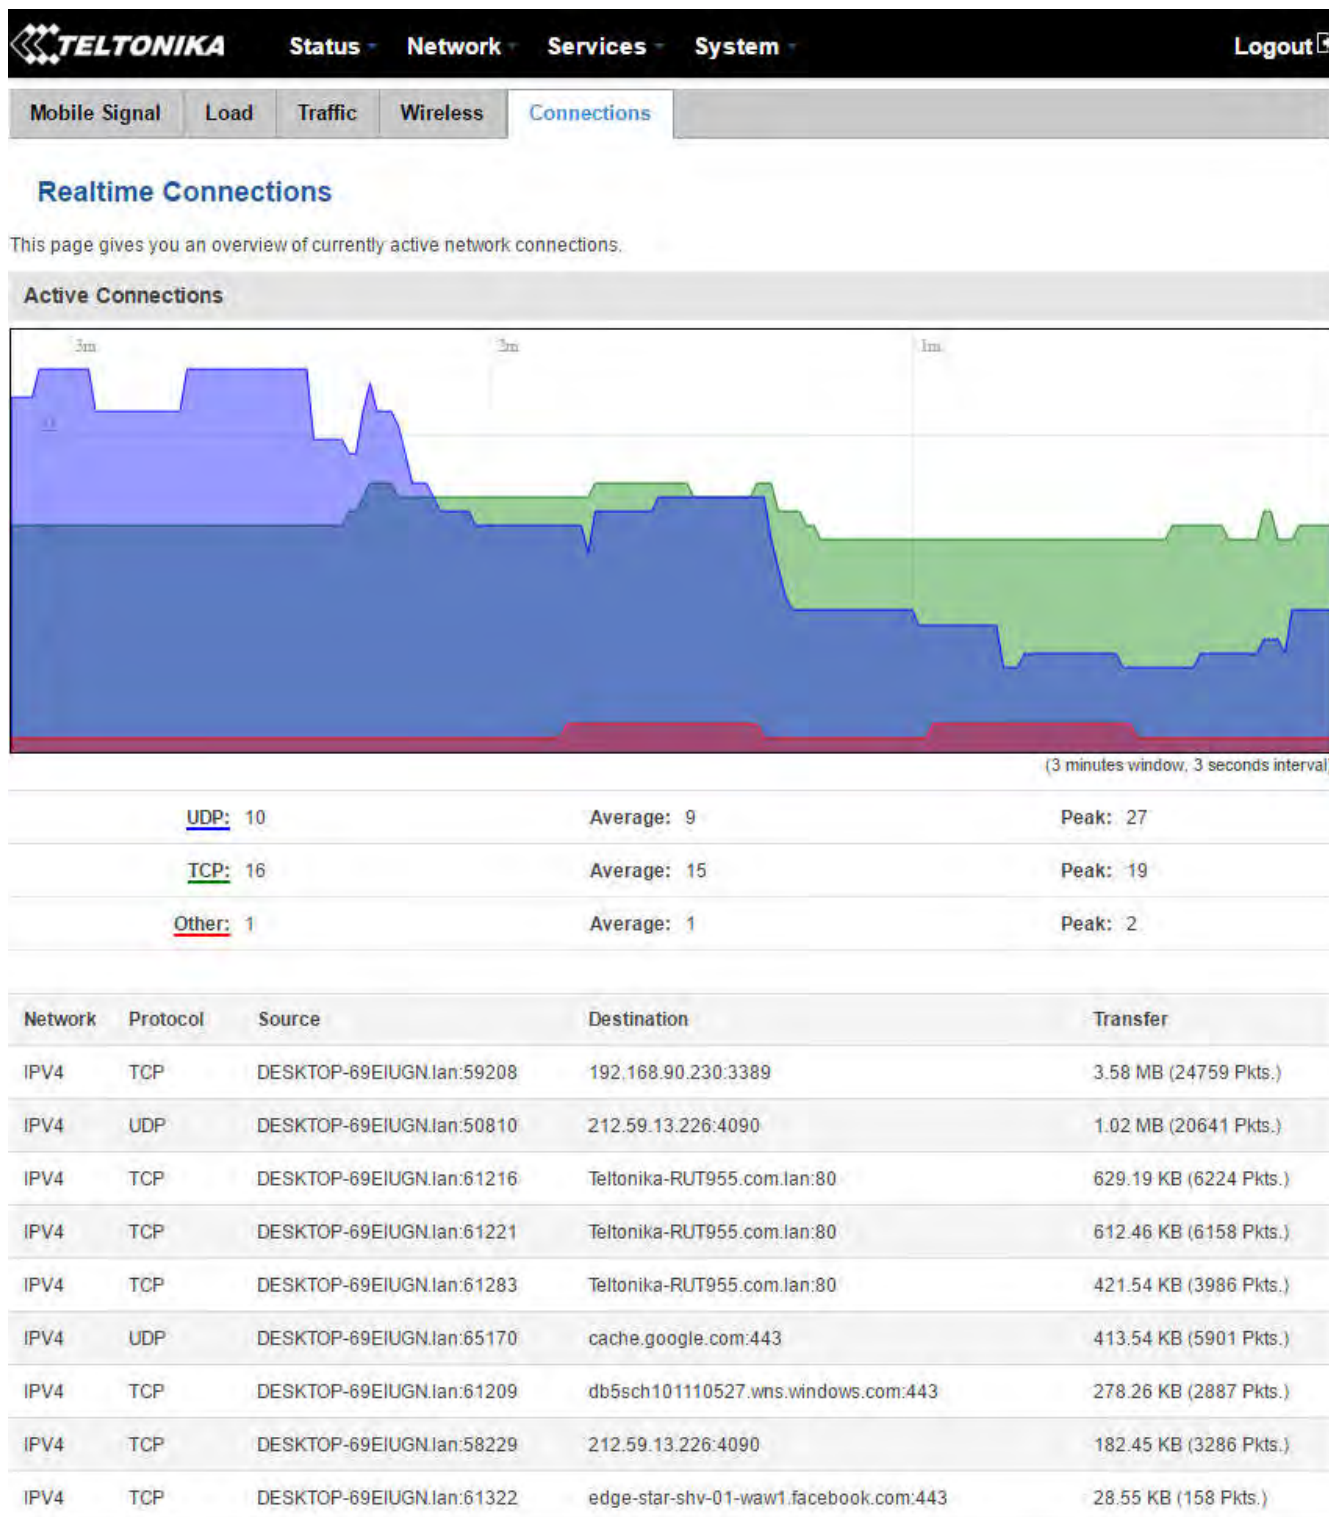 TELTONIKA Status Network Services System Logout
Mobile Signal Load Traffic Wireless Connections
Realtime Connections
This page gives you an overview of currently active network connections.
Active Connections
3m 2m 1m
(3 minutes window, 3 seconds interval)
UDP: 10 Average: 9 Peak: 27
TCP: 16 Average: 15 Peak: 19
Other: 1 Average: 1 Peak: 2
Network Protocol Source Destination Transfer
IPV4 TCP DESKTOP-69EIUGN.lan:59208 192.168.90.230:3389 3.58 MB (24759 Pkts.)
IPV4 UDP DESKTOP-69EIUGN.lan:50810 212.59.13.226:4090 1.02 MB (20641 Pkts.)
IPV4 TCP DESKTOP-69EIUGN.lan:61216 Teltonika-RUT955.com.lan:80 629.19 KB (6224 Pkts.)
IPV4 TCP DESKTOP-69EIUGN.lan:61221 Teltonika-RUT955.com.lan:80 612.46 KB (6158 Pkts.)
IPV4 TCP DESKTOP-69EIUGN.lan:61283 Teltonika-RUT955.com.lan:80 421.54 KB (3986 Pkts.)
IPV4 UDP DESKTOP-69EIUGN.lan:65170 cache.google.com:443 413.54 KB (5901 Pkts.)
IPV4 TCP DESKTOP-69EIUGN.lan:61209 db5sch101110527.wns.windows.com:443 278.26 KB (2887 Pkts.)
IPV4 TCP DESKTOP-69EIUGN.lan:58229 212.59.13.226:4090 182.45 KB (3286 Pkts.)
IPV4 TCP DESKTOP-69EIUGN.lan:61322 edge-star-shv-01-waw1.facebook.com:443 28.55 KB (158 Pkts.)